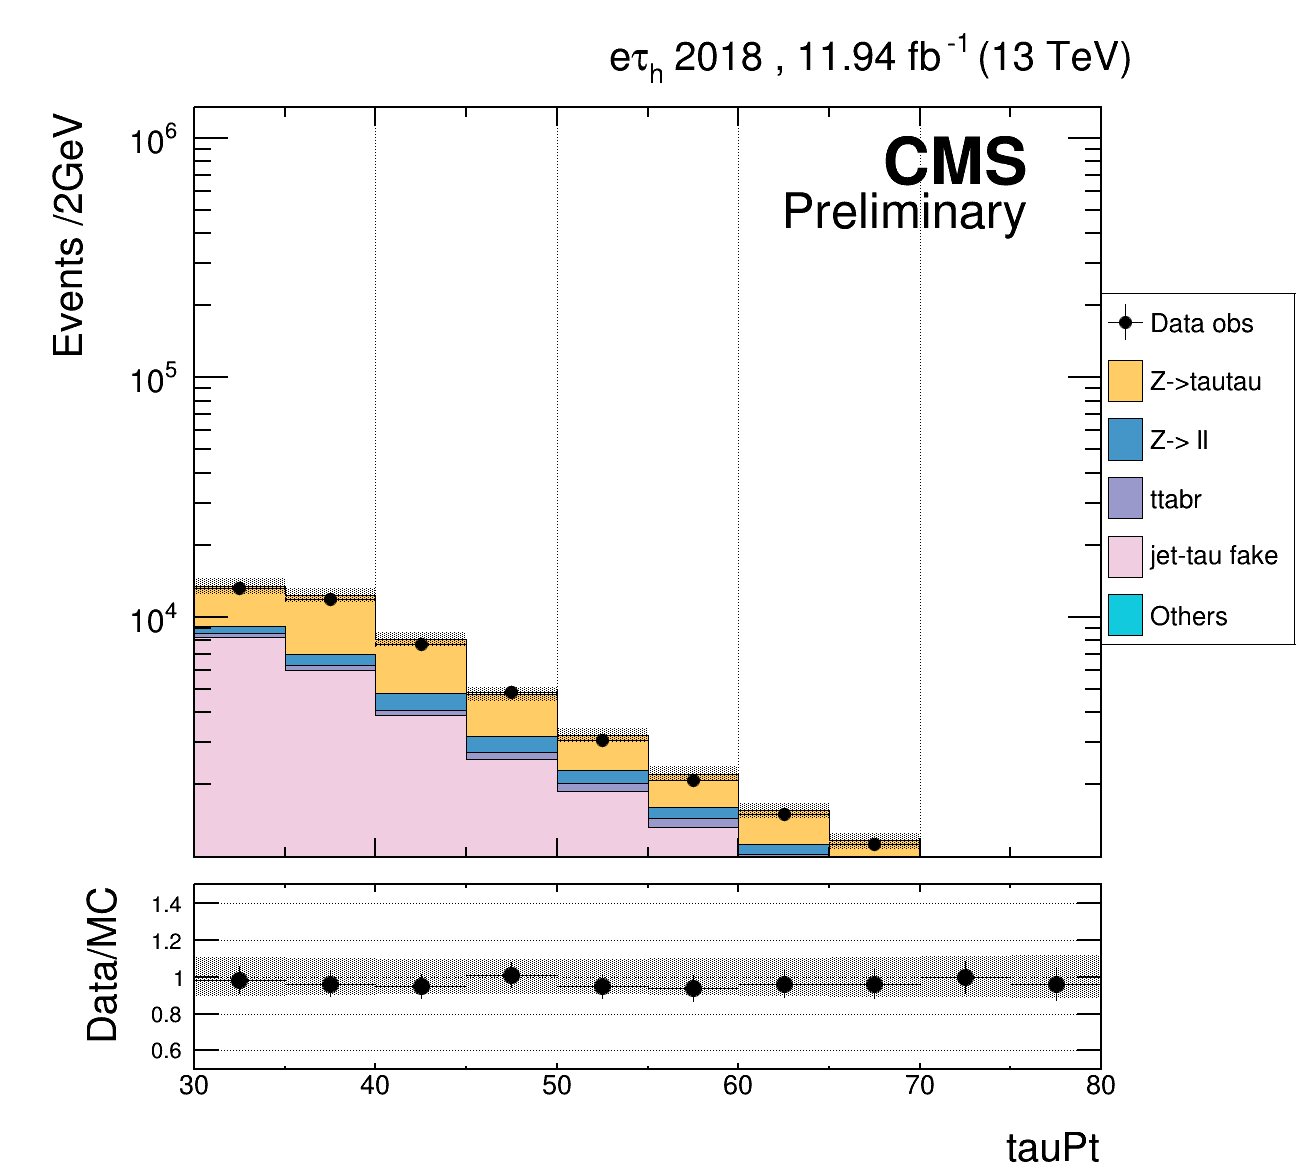 eτh 2018 , 11.94 fb-1 (13 TeV)
Events /2GeV
10^6
10^5
10^4
CMS
Preliminary
Data obs
Z->tautau
Z-> ll
ttabr
jet-tau fake
Others
Data/MC
1.4
1.2
1
0.8
0.6
30 40 50 60 70 80
tauPt